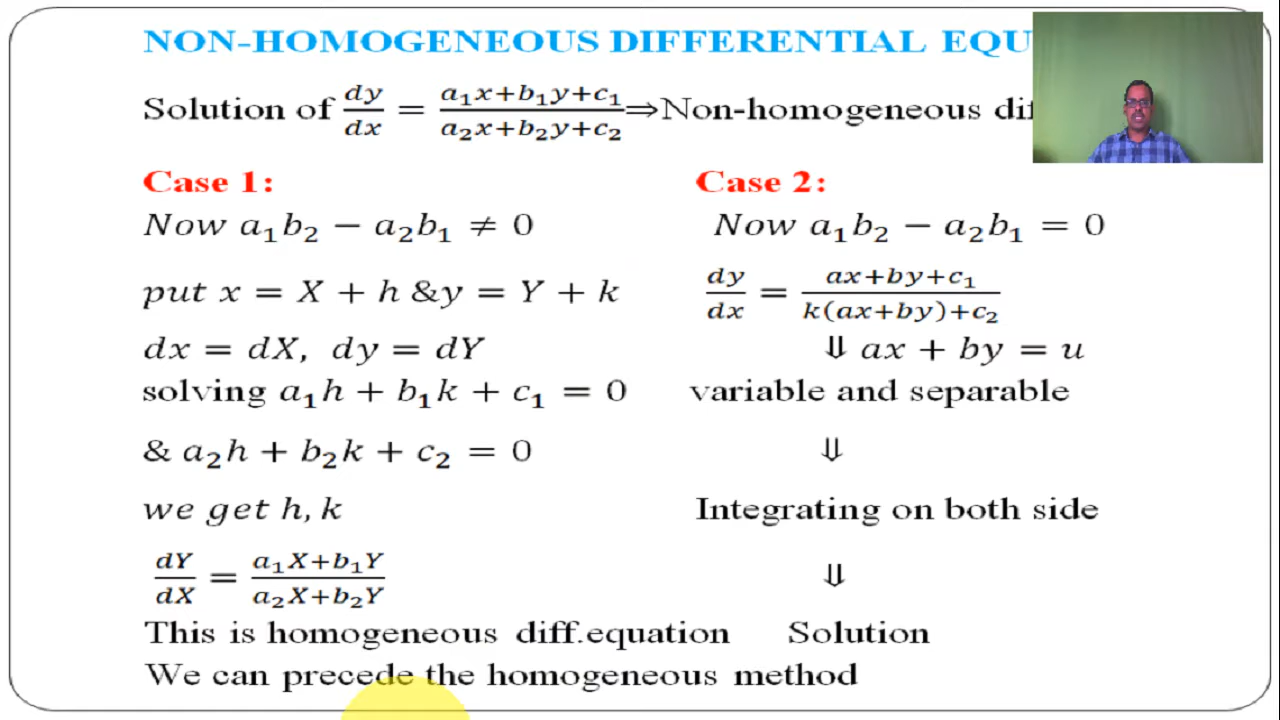 NON-HOMOGENEOUS DIFFERENTIAL EQU
Solution of dy/dx = (a₁x+b₁y+c₁)/(a₂x+b₂y+c₂) ⇒Non-homogeneous dif
Case 1:
Now a₁b₂ − a₂b₁ ≠ 0
put x = X + h &y = Y + k
dx = dX, dy = dY
solving a₁h + b₁k + c₁ = 0
& a₂h + b₂k + c₂ = 0
we get h, k
dY/dX = (a₁X+b₁Y)/(a₂X+b₂Y)
This is homogeneous diff.equation
We can precede the homogeneous method
Case 2:
Now a₁b₂ − a₂b₁ = 0
dy/dx = (ax+by+c₁)/(k(ax+by)+c₂)
⇓ ax + by = u
variable and separable
⇓
Integrating on both side
⇓
Solution